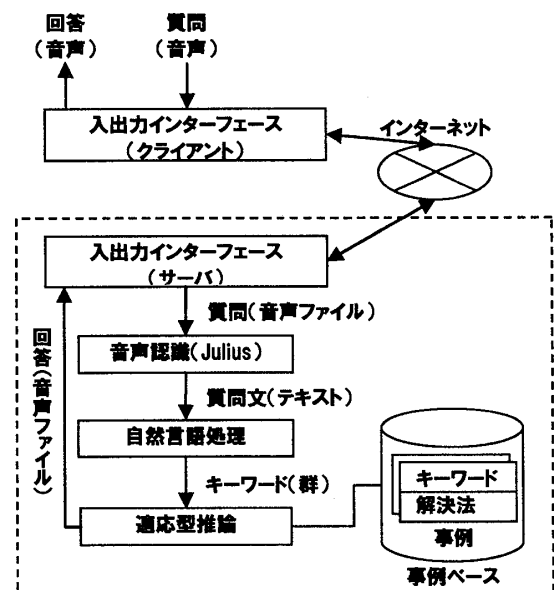 回答
(音声)
質問
(音声)
入出力インターフェース
(クライアント)
インターネット
入出力インターフェース
(サーバ)
質問(音声ファイル)
回答(音声ファイル)
音声認識(Julius)
質問文(テキスト)
自然言語処理
キーワード(群)
適応型推論
キーワード
解決法
事例
事例ベース